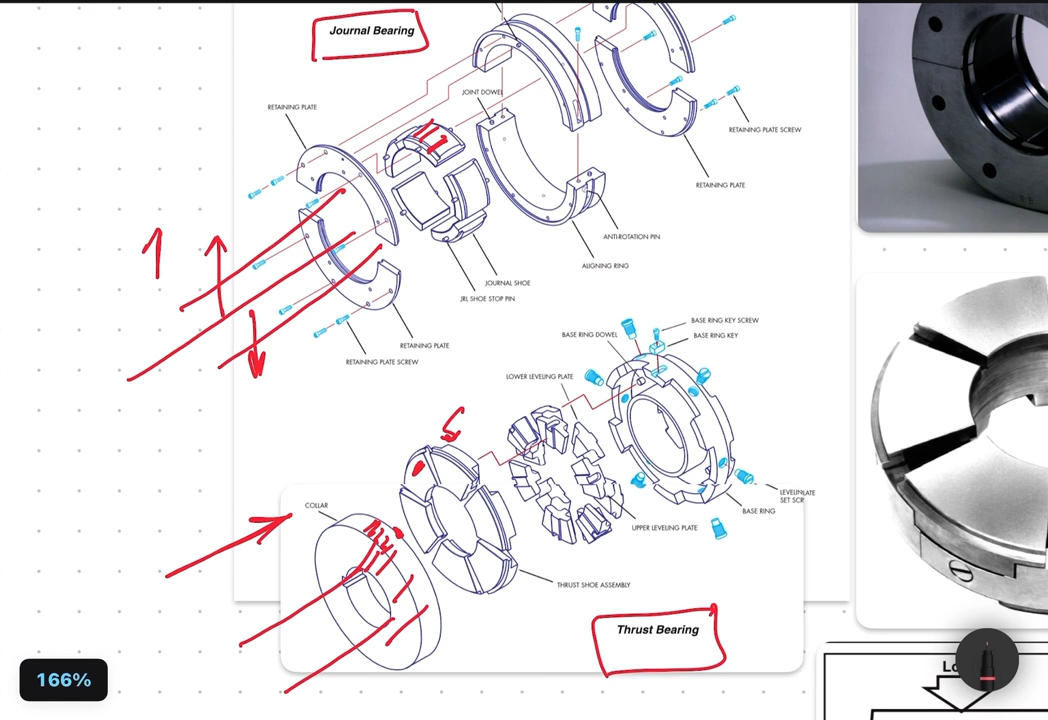 Journal Bearing
JOINT DOWEL
RETAINING PLATE
RETAINING PLATE SCREW
RETAINING PLATE
ANTI-ROTATION PIN
ALIGNING RING
JOURNAL SHOE
JRL SHOE STOP PIN
RETAINING PLATE
RETAINING PLATE SCREW
1
BASE RING KEY SCREW
BASE RING DOWEL
BASE RING KEY
LOWER LEVELING PLATE
5
COLLAR
BASE RING
UPPER LEVELING PLATE
THRUST SHOE ASSEMBLY
Thrust Bearing
166%